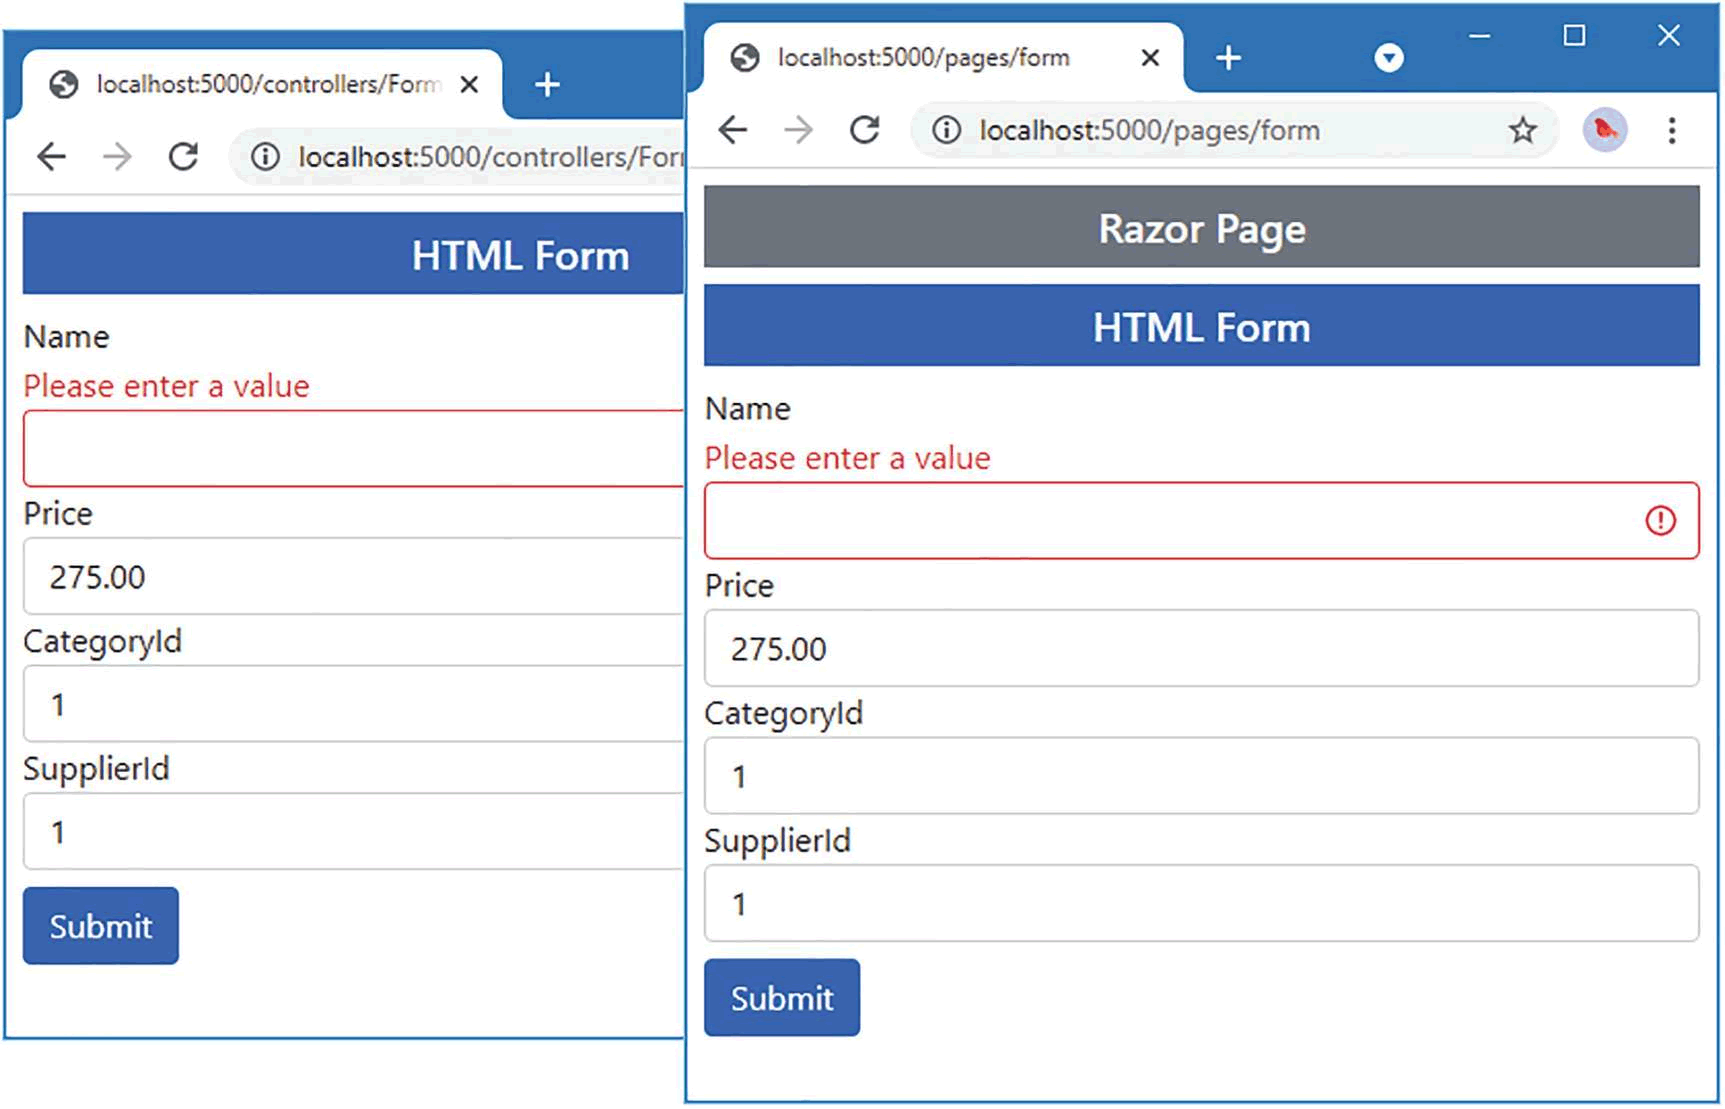 localhost:5000/controllers/Form
localhost:5000/controllers/For
HTML Form
Name
Please enter a value
Price
275.00
CategoryId
1
SupplierId
1
Submit
localhost:5000/pages/form
localhost:5000/pages/form
Razor Page
HTML Form
Name
Please enter a value
Price
275.00
CategoryId
1
SupplierId
1
Submit